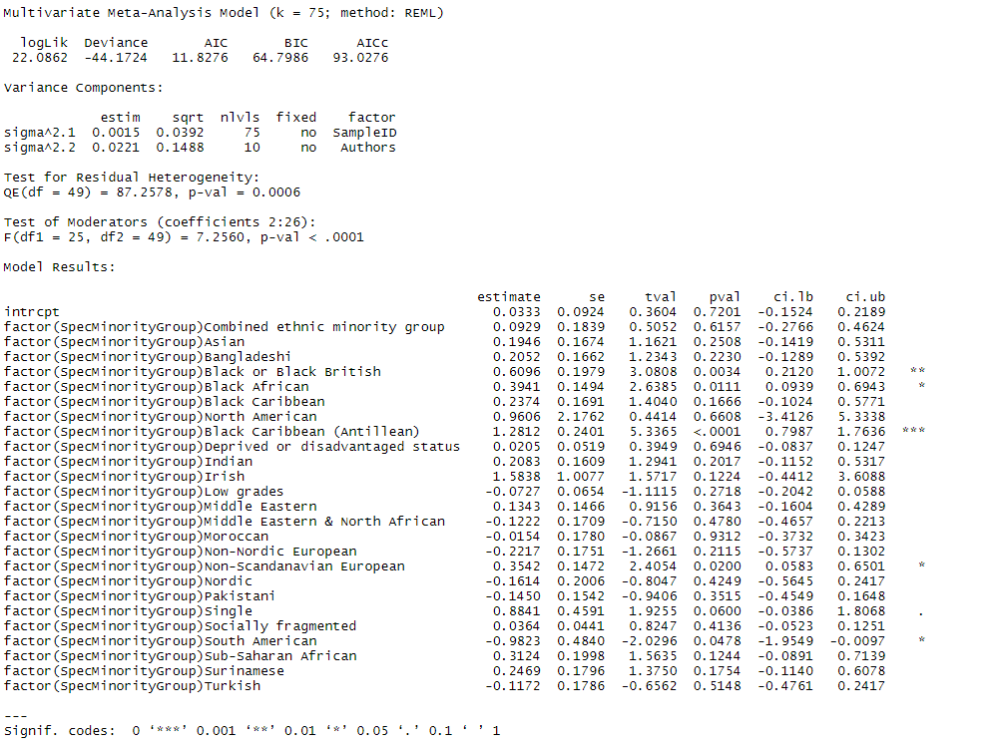 Multivariate Meta-Analysis Model (k = 75; method: REML)
logLik Deviance AIC BIC AICc
22.0862 -44.1724 11.8276 64.7986 93.0276
Variance Components:
estim sqrt nlvls fixed factor
sigma^2.1 0.0015 0.0392 75 no SampleID
sigma^2.2 0.0221 0.1488 10 no Authors
Test for Residual Heterogeneity:
QE(df = 49) = 87.2578, p-val = 0.0006
Test of Moderators (coefficients 2:26):
F(df1 = 25, df2 = 49) = 7.2560, p-val < .0001
Model Results:
estimate se tval pval ci.lb ci.ub
intrcpt 0.0333 0.0924 0.3604 0.7201 -0.1524 0.2189
factor(SpecMinorityGroup)Combined ethnic minority group 0.0929 0.1839 0.5052 0.6157 -0.2766 0.4624
factor(SpecMinorityGroup)Asian 0.1946 0.1674 1.1621 0.2508 -0.1419 0.5311
factor(SpecMinorityGroup)Bangladeshi 0.2052 0.1662 1.2343 0.2230 -0.1289 0.5392
factor(SpecMinorityGroup)Black or Black British 0.6096 0.1979 3.0808 0.0034 0.2120 1.0072 **
factor(SpecMinorityGroup)Black African 0.3941 0.1494 2.6385 0.0111 0.0939 0.6943 *
factor(SpecMinorityGroup)Black Caribbean 0.2374 0.1691 1.4040 0.1666 -0.1024 0.5771
factor(SpecMinorityGroup)North American 0.9606 2.1762 0.4414 0.6608 -3.4126 5.3338
factor(SpecMinorityGroup)Black Caribbean (Antillean) 1.2812 0.2401 5.3365 <.0001 0.7987 1.7636 ***
factor(SpecMinorityGroup)Deprived or disadvantaged status 0.0205 0.0519 0.3949 0.6946 -0.0837 0.1247
factor(SpecMinorityGroup)Indian 0.2083 0.1609 1.2941 0.2017 -0.1152 0.5317
factor(SpecMinorityGroup)Irish 1.5838 1.0077 1.5717 0.1224 -0.4412 3.6088
factor(SpecMinorityGroup)Low grades -0.0727 0.0654 -1.1115 0.2718 -0.2042 0.0588
factor(SpecMinorityGroup)Middle Eastern 0.1343 0.1466 0.9156 0.3643 -0.1604 0.4289
factor(SpecMinorityGroup)Middle Eastern & North African -0.1222 0.1709 -0.7150 0.4780 -0.4657 0.2213
factor(SpecMinorityGroup)Moroccan -0.0154 0.1780 -0.0867 0.9312 -0.3732 0.3423
factor(SpecMinorityGroup)Non-Nordic European -0.2217 0.1751 -1.2661 0.2115 -0.5737 0.1302
factor(SpecMinorityGroup)Non-Scandanavian European 0.3542 0.1472 2.4054 0.0200 0.0583 0.6501 *
factor(SpecMinorityGroup)Nordic -0.1614 0.2006 -0.8047 0.4249 -0.5645 0.2417
factor(SpecMinorityGroup)Pakistani -0.1450 0.1542 -0.9406 0.3515 -0.4549 0.1648
factor(SpecMinorityGroup)Single 0.8841 0.4591 1.9255 0.0600 -0.0386 1.8068 .
factor(SpecMinorityGroup)Socially fragmented 0.0364 0.0441 0.8247 0.4136 -0.0523 0.1251
factor(SpecMinorityGroup)South American -0.9823 0.4840 -2.0296 0.0478 -1.9549 -0.0097 *
factor(SpecMinorityGroup)Sub-Saharan African 0.3124 0.1998 1.5635 0.1244 -0.0891 0.7139
factor(SpecMinorityGroup)Surinamese 0.2469 0.1796 1.3750 0.1754 -0.1140 0.6078
factor(SpecMinorityGroup)Turkish -0.1172 0.1786 -0.6562 0.5148 -0.4761 0.2417
---
Signif. codes: 0 ‘***’ 0.001 ‘**’ 0.01 ‘*’ 0.05 ‘.’ 0.1 ‘ ’ 1